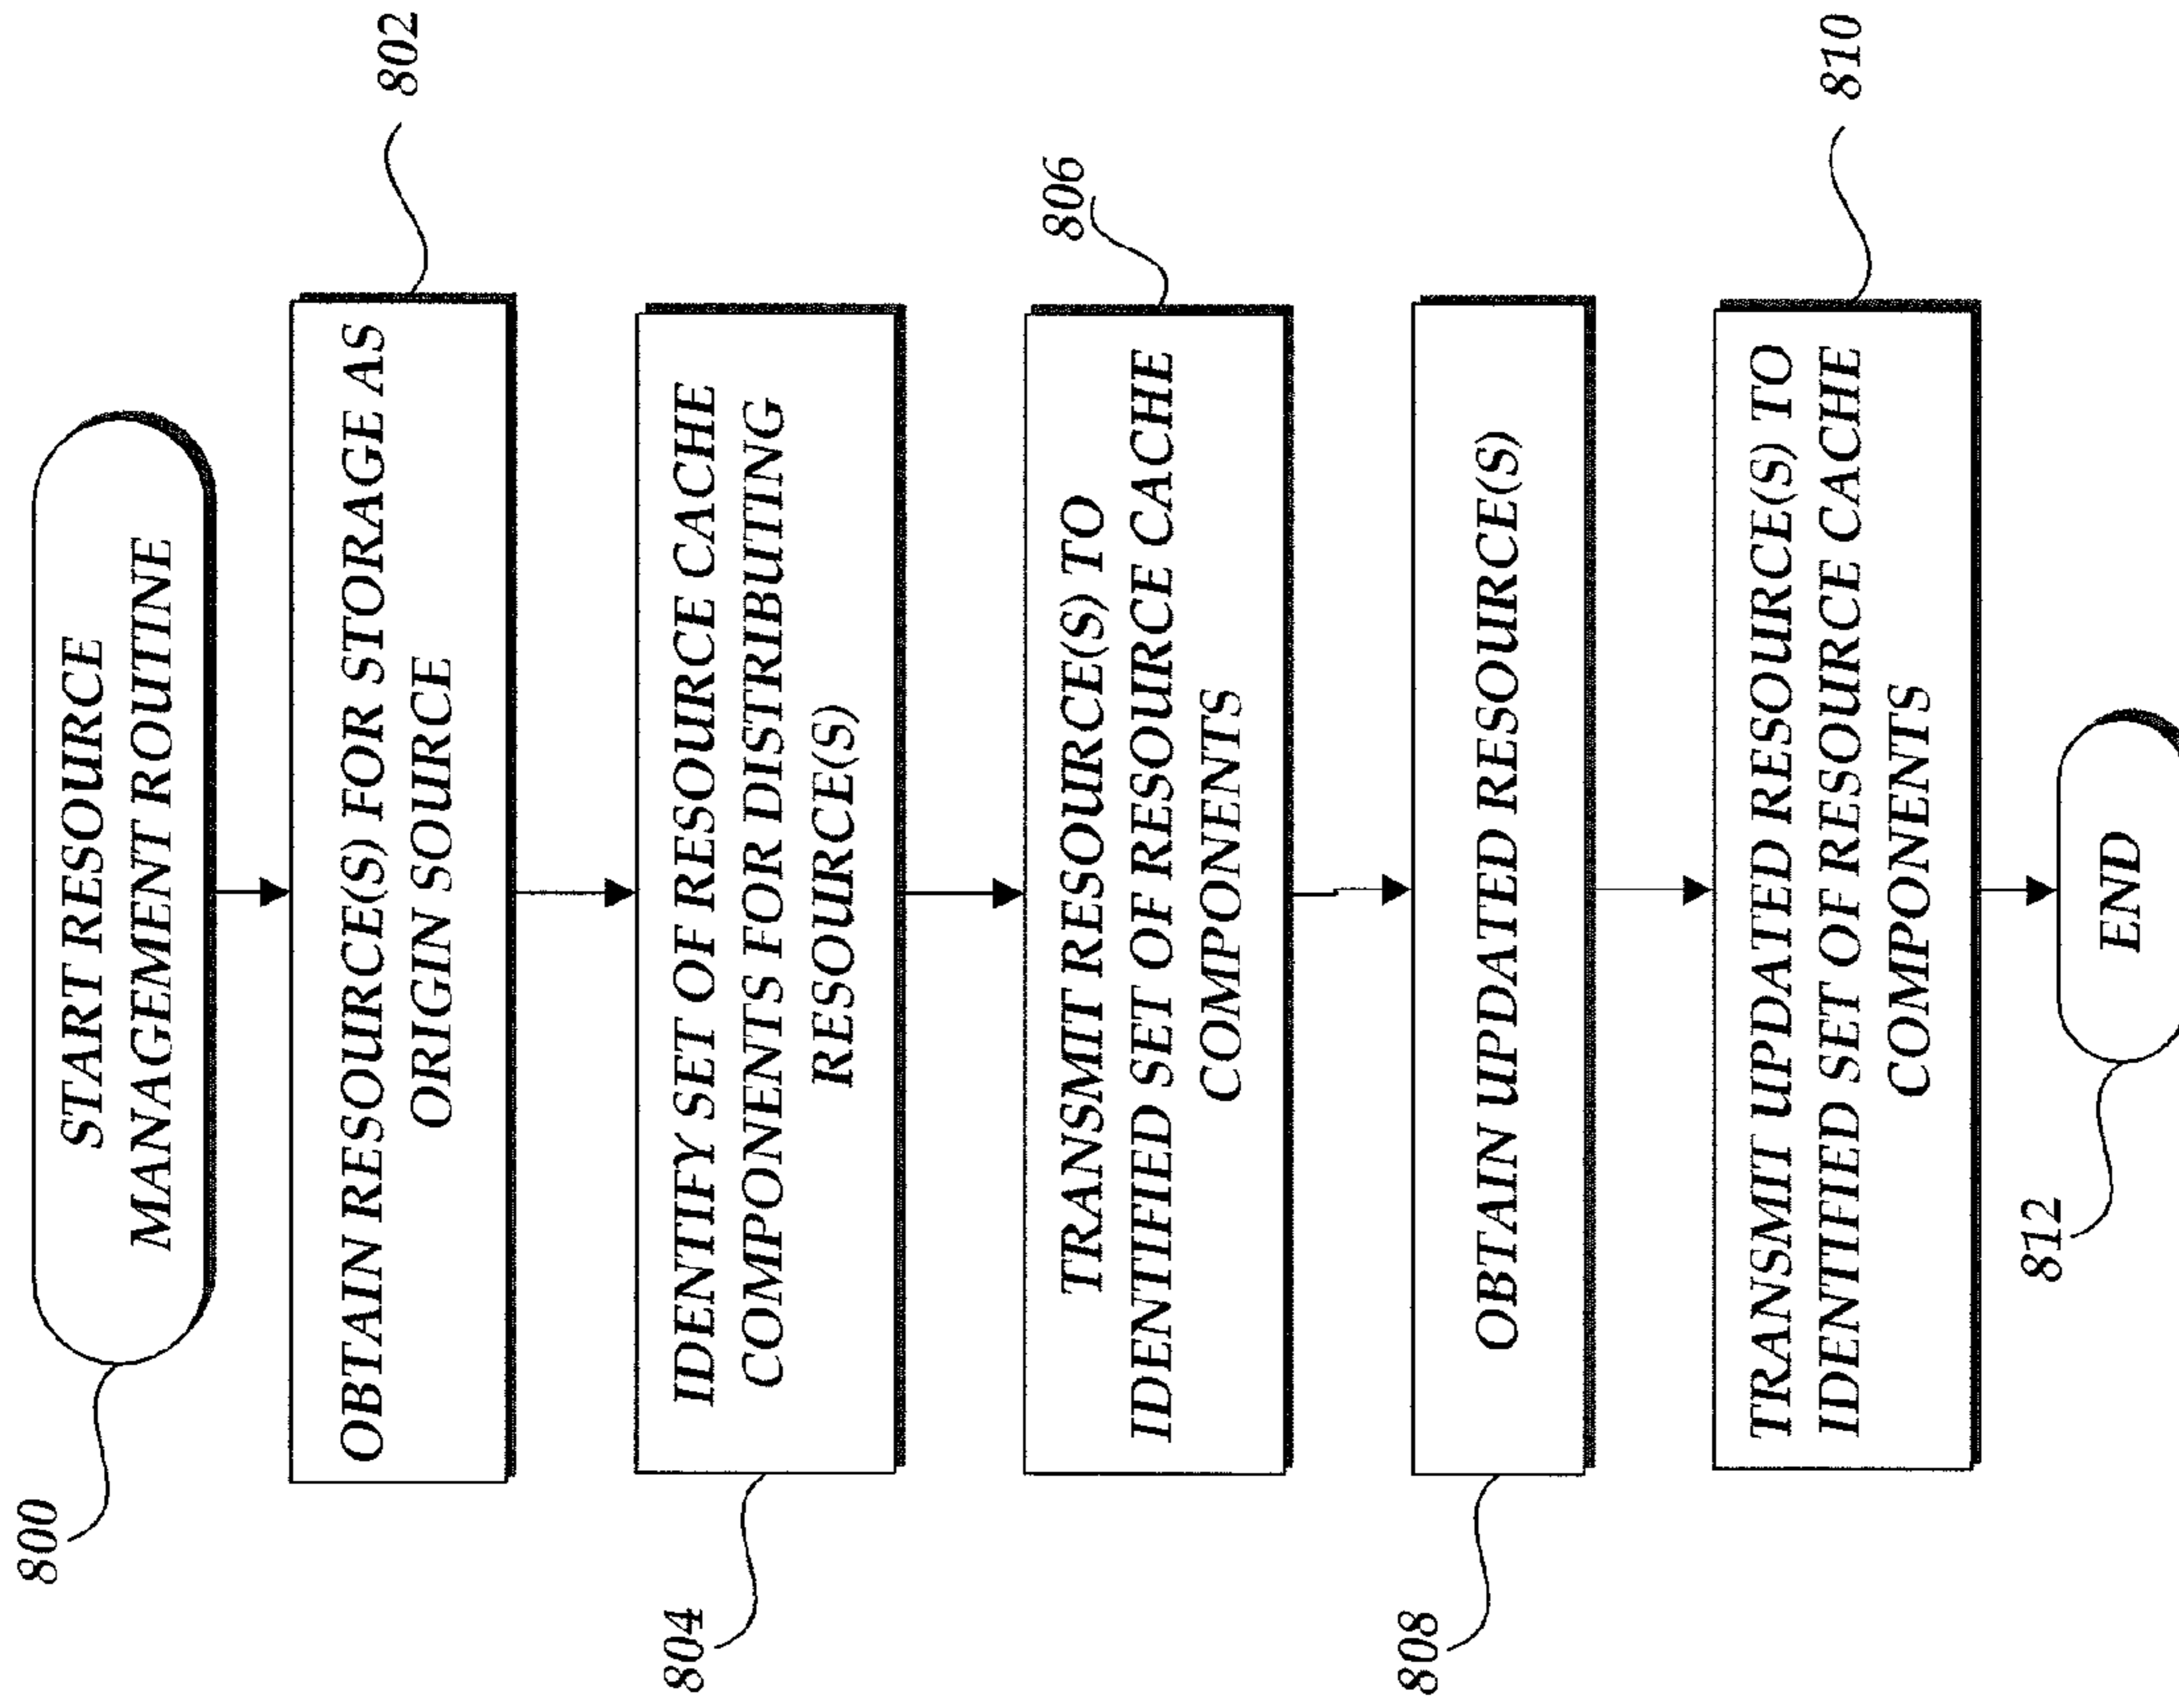 800
START RESOURCE
MANAGEMENT ROUTINE
802
OBTAIN RESOURCE(S) FOR STORAGE AS
ORIGIN SOURCE
804
IDENTIFY SET OF RESOURCE CACHE
COMPONENTS FOR DISTRIBUTING
RESOURCE(S)
806
TRANSMIT RESOURCE(S) TO
IDENTIFIED SET OF RESOURCE CACHE
COMPONENTS
808
OBTAIN UPDATED RESOURCE(S)
810
TRANSMIT UPDATED RESOURCE(S) TO
IDENTIFIED SET OF RESOURCE CACHE
COMPONENTS
812
END